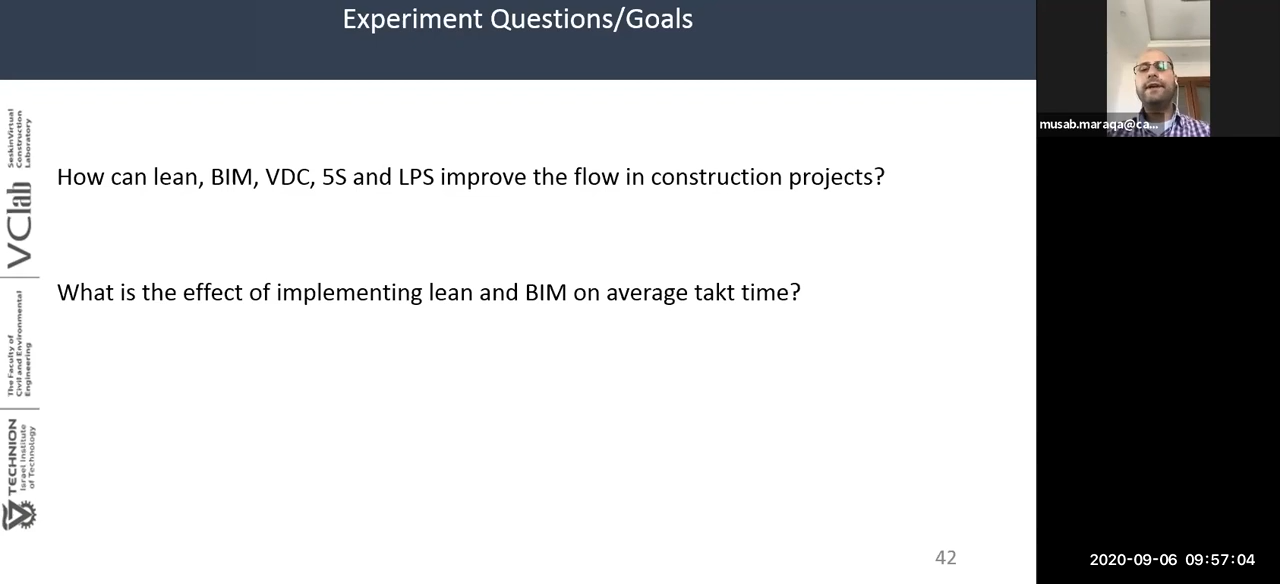 Experiment Questions/Goals
How can lean, BIM, VDC, 5S and LPS improve the flow in construction projects?
What is the effect of implementing lean and BIM on average takt time?
42
VClab
Seskin Virtual
Construction
Laboratory
The Faculty of
Civil and Environmental
Engineering
TECHNION
Israel Institute
of Technology
musab.maraqa@ca...
2020-09-06 09:57:04